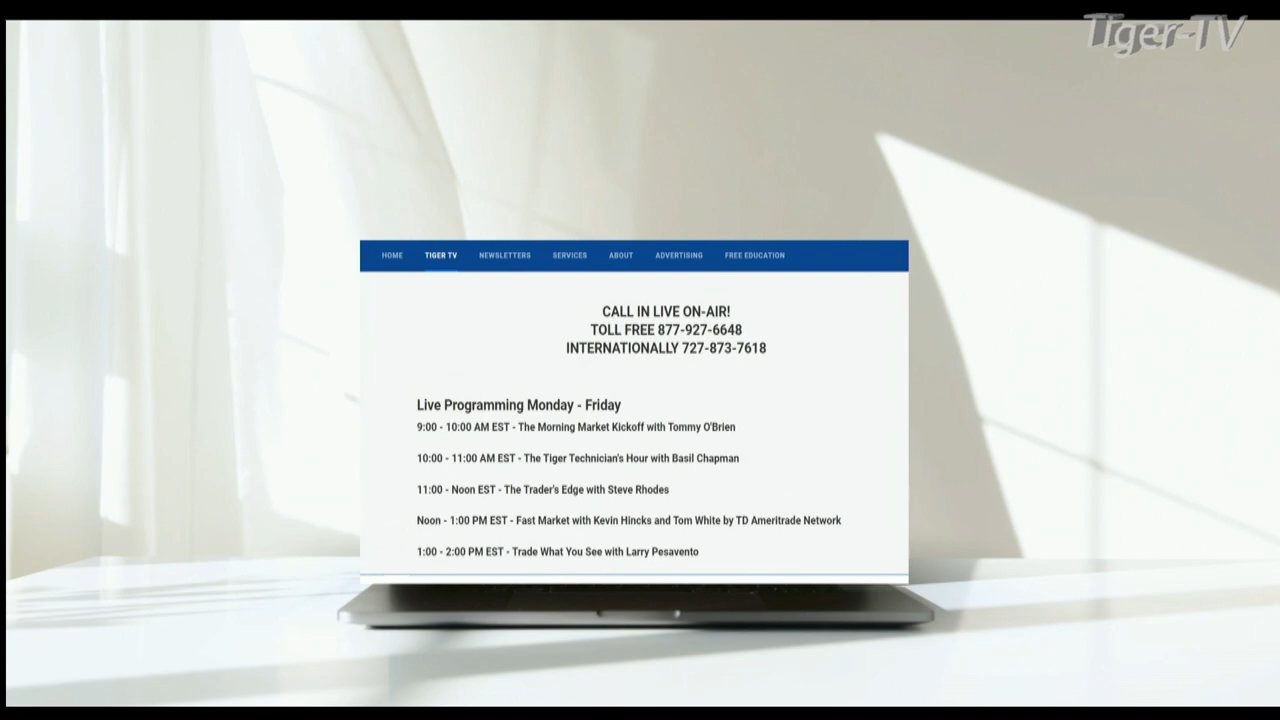 Tiger-TV
HOME TIGER TV NEWSLETTERS SERVICES ABOUT ADVERTISING FREE EDUCATION
CALL IN LIVE ON-AIR!
TOLL FREE 877-927-6648
INTERNATIONALLY 727-873-7618
Live Programming Monday - Friday
9:00 - 10:00 AM EST - The Morning Market Kickoff with Tommy O'Brien
10:00 - 11:00 AM EST - The Tiger Technician's Hour with Basil Chapman
11:00 - Noon EST - The Trader's Edge with Steve Rhodes
Noon - 1:00 PM EST - Fast Market with Kevin Hincks and Tom White by TD Ameritrade Network
1:00 - 2:00 PM EST - Trade What You See with Larry Pesavento